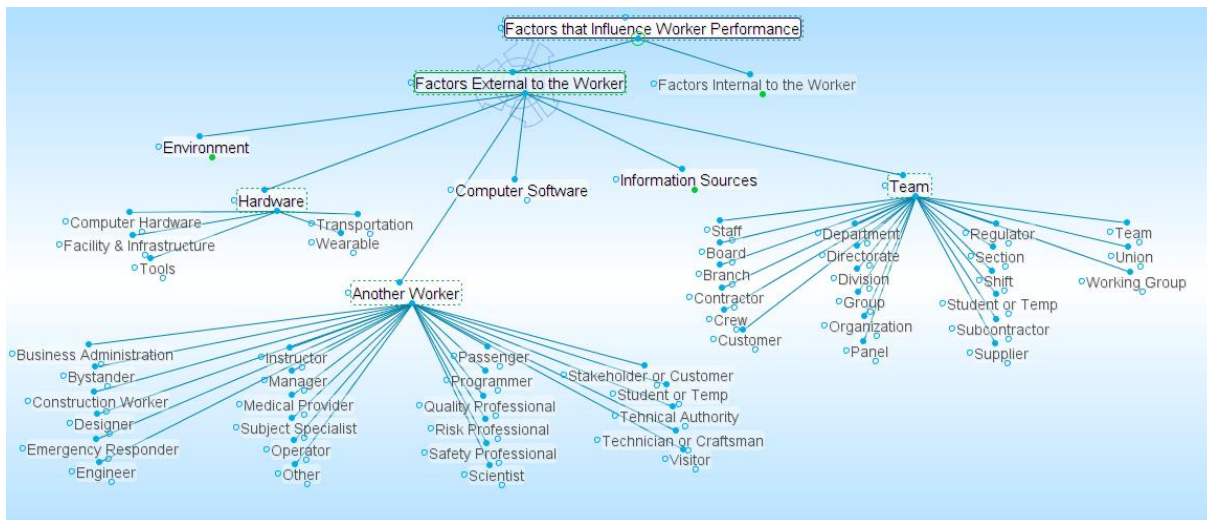 Factors that Influence Worker Performance
Factors External to the Worker
Factors Internal to the Worker
Environment
Hardware
Computer Software
Information Sources
Team
Computer Hardware
Facility & Infrastructure
Tools
Transportation
Wearable
Another Worker
Staff
Board
Branch
Contractor
Crew
Customer
Department
Directorate
Division
Group
Organization
Panel
Regulator
Section
Shift
Student or Temp
Subcontractor
Supplier
Team
Union
Working Group
Business Administration
Bystander
Construction Worker
Designer
Emergency Responder
Engineer
Instructor
Manager
Medical Provider
Subject Specialist
Operator
Other
Passenger
Programmer
Quality Professional
Risk Professional
Safety Professional
Scientist
Stakeholder or Customer
Student or Temp
Tehnical Authority
Technician or Craftsman
Visitor